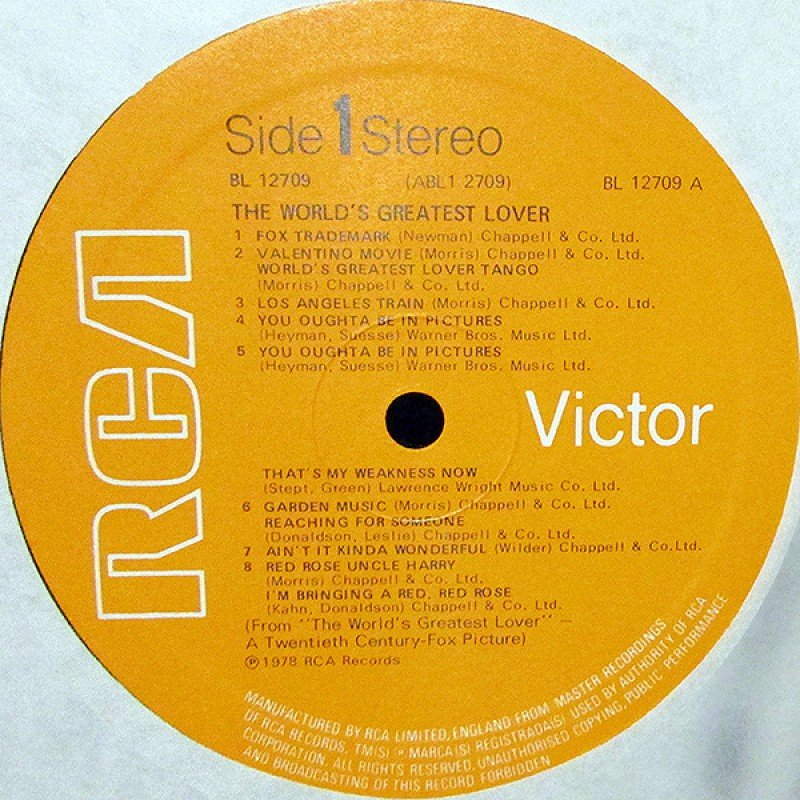 Side 1 Stereo
BL 12709 (ABL1 2709) BL 12709 A
THE WORLD'S GREATEST LOVER
1 FOX TRADEMARK (Newman) Chappell & Co. Ltd.
2 VALENTINO MOVIE (Morris) Chappell & Co. Ltd.
WORLD'S GREATEST LOVER TANGO
(Morris) Chappell & Co. Ltd.
3 LOS ANGELES TRAIN (Morris) Chappell & Co. Ltd.
4 YOU OUGHTA BE IN PICTURES
(Heyman, Suesse) Warner Bros. Music Ltd.
5 YOU OUGHTA BE IN PICTURES
(Heyman, Suesse) Warner Bros. Music Ltd.
RCA
Victor
THAT'S MY WEAKNESS NOW
(Stept, Green) Lawrence Wright Music Co. Ltd.
6 GARDEN MUSIC (Morris) Chappell & Co. Ltd.
REACHING FOR SOMEONE
(Donaldson, Leslie) Chappell & Co. Ltd.
7 AIN'T IT KINDA WONDERFUL (Wilder) Chappell & Co.Ltd.
8 RED ROSE UNCLE HARRY
(Morris) Chappell & Co. Ltd.
I'M BRINGING A RED, RED ROSE
(Kahn, Donaldson) Chappell & Co. Ltd.
(From "The World's Greatest Lover" –
A Twentieth Century-Fox Picture)
℗1978 RCA Records
MANUFACTURED BY RCA LIMITED, ENGLAND FROM MASTER RECORDINGS
OF RCA RECORDS, TM(S) ® MARCA(S) REGISTRADA(S) USED BY AUTHORITY OF RCA
CORPORATION. ALL RIGHTS RESERVED, UNAUTHORISED COPYING, PUBLIC PERFORMANCE
AND BROADCASTING OF THIS RECORD FORBIDDEN